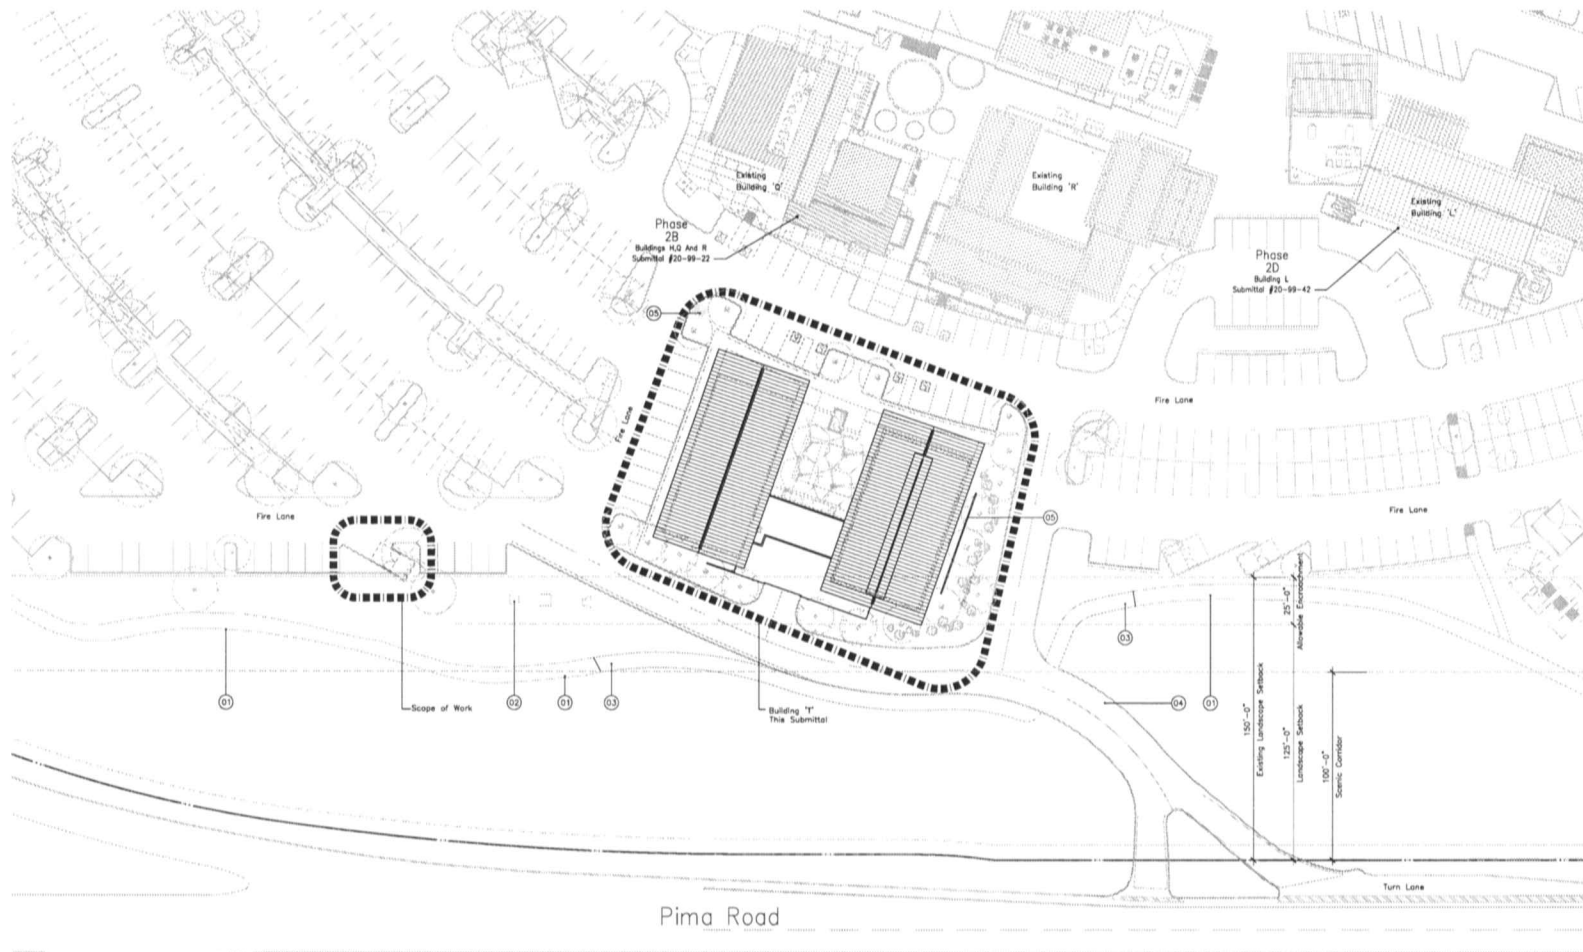 Existing
Building 'Q'
Existing
Building 'R'
Existing
Building 'L'
Phase
2B
Buildings H,Q And R
Submittal #20-99-22
Phase
2D
Building L
Submittal #20-99-42
05
Fire Lane
Fire Lane
Fire Lane
Fire Lane
05
25'-0"
Allowable Encroachment
03
01
Scope of Work
02
01
03
Building 'T'
This Submittal
04
01
150'-0"
Existing Landscape Setback
125'-0"
Landscape Setback
100'-0"
Scenic Corridor
Turn Lane
Pima Road